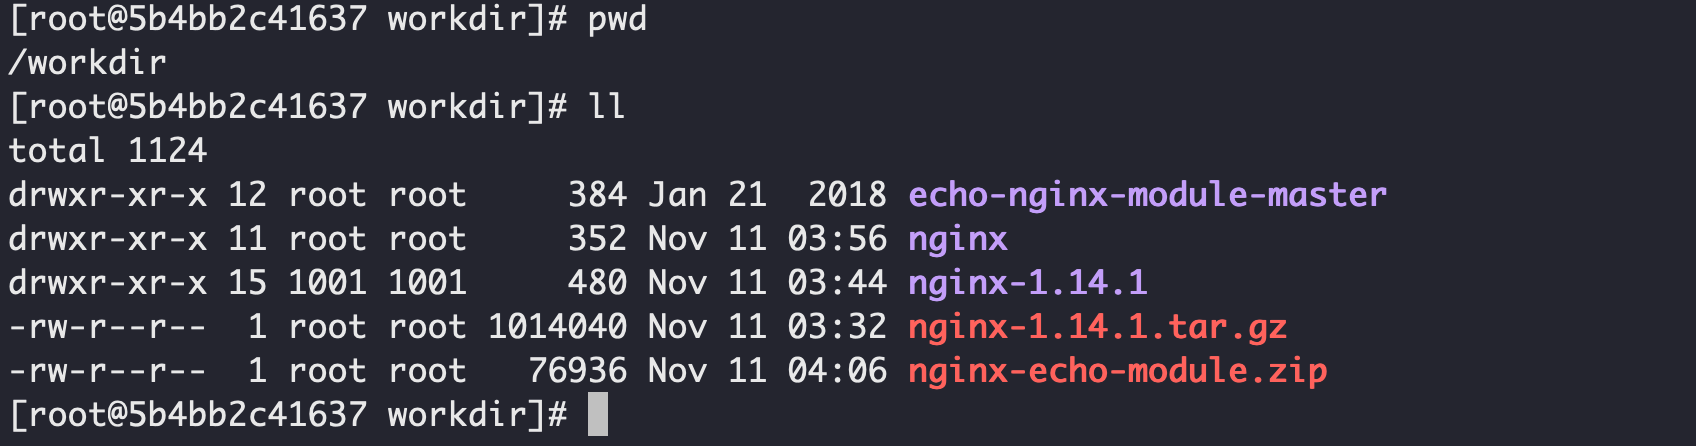 [root@5b4bb2c41637 workdir]# pwd
/workdir
[root@5b4bb2c41637 workdir]# ll
total 1124
drwxr-xr-x 12 root root     384 Jan 21  2018 echo-nginx-module-master
drwxr-xr-x 11 root root     352 Nov 11 03:56 nginx
drwxr-xr-x 15 1001 1001     480 Nov 11 03:44 nginx-1.14.1
-rw-r--r--  1 root root 1014040 Nov 11 03:32 nginx-1.14.1.tar.gz
-rw-r--r--  1 root root   76936 Nov 11 04:06 nginx-echo-module.zip
[root@5b4bb2c41637 workdir]#